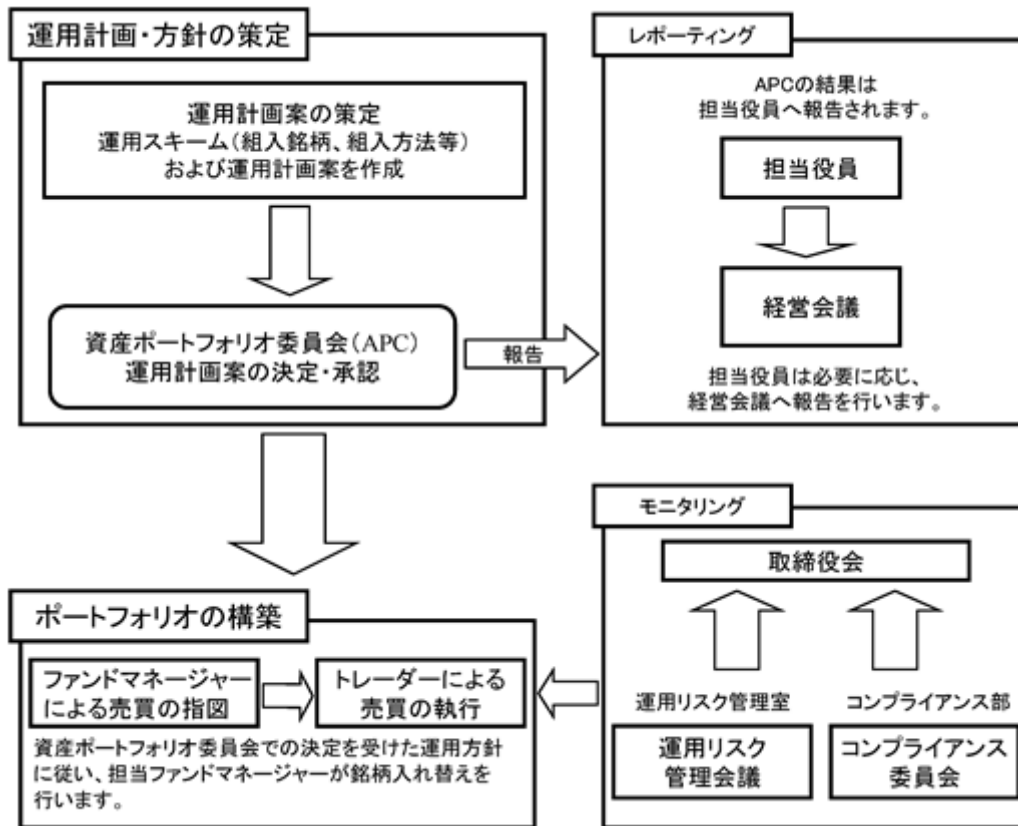 運用計画・方針の策定
運用計画案の策定
運用スキーム(組入銘柄、組入方法等)
および運用計画案を作成
資産ポートフォリオ委員会(APC)
運用計画案の決定・承認
報告
レポーティング
APCの結果は
担当役員へ報告されます。
担当役員
経営会議
担当役員は必要に応じ、
経営会議へ報告を行います。
ポートフォリオの構築
ファンドマネージャー
による売買の指図
トレーダーによる
売買の執行
資産ポートフォリオ委員会での決定を受けた運用方針
に従い、担当ファンドマネージャーが銘柄入れ替えを
行います。
モニタリング
取締役会
運用リスク管理室
コンプライアンス部
運用リスク
管理会議
コンプライアンス
委員会